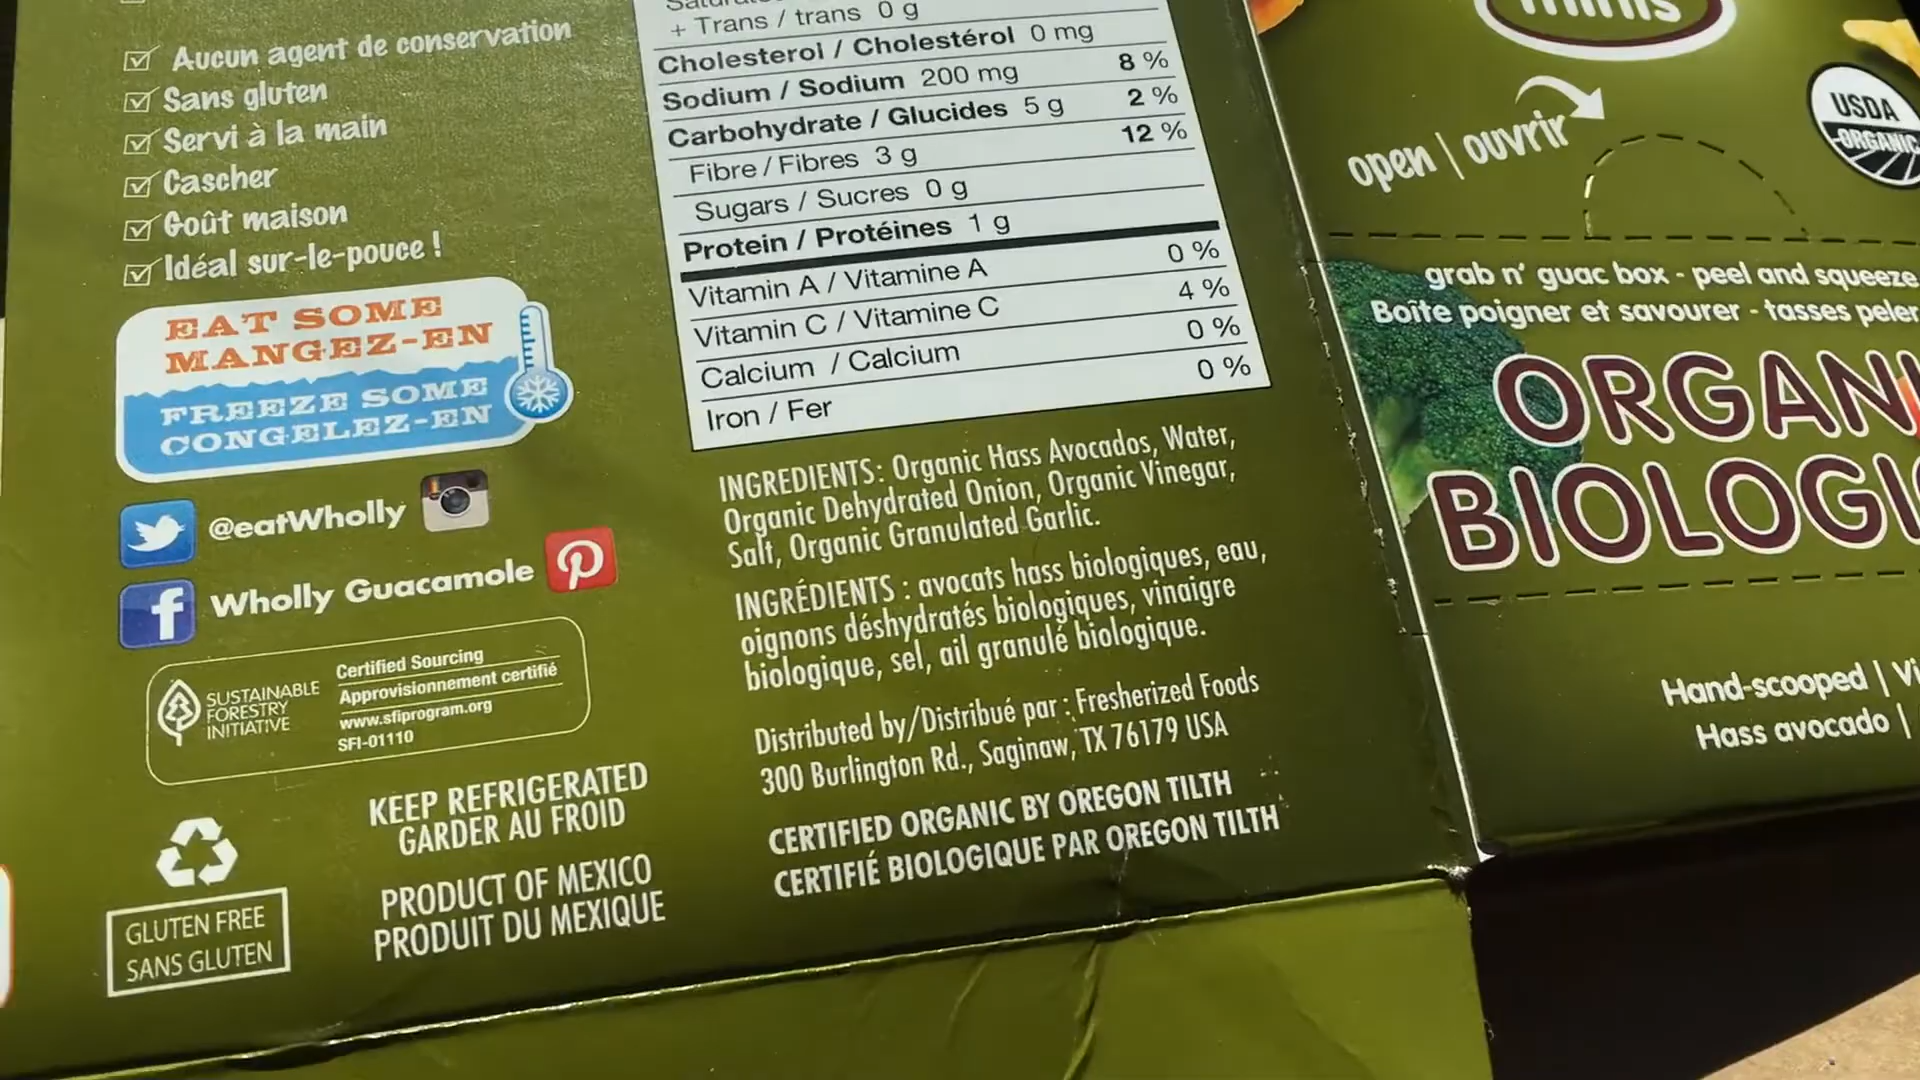 Aucun agent de conservation
Sans gluten
Servi à la main
Cascher
Goût maison
Idéal sur-le-pouce !
EAT SOME
MANGEZ-EN
FREEZE SOME
CONGELEZ-EN
@eatWholly
Wholly Guacamole
SUSTAINABLE
FORESTRY
INITIATIVE
Certified Sourcing
Approvisionnement certifié
www.sfiprogram.org
SFI-01110
KEEP REFRIGERATED
GARDER AU FROID
PRODUCT OF MEXICO
PRODUIT DU MEXIQUE
GLUTEN FREE
SANS GLUTEN
+ Trans / trans 0 g
Cholesterol / Cholestérol 0 mg
Sodium / Sodium 200 mg 8 %
Carbohydrate / Glucides 5 g 2 %
Fibre / Fibres 3 g 12 %
Sugars / Sucres 0 g
Protein / Protéines 1 g
Vitamin A / Vitamine A 0 %
Vitamin C / Vitamine C 4 %
Calcium / Calcium 0 %
Iron / Fer 0 %
INGREDIENTS: Organic Hass Avocados, Water,
Organic Dehydrated Onion, Organic Vinegar,
Salt, Organic Granulated Garlic.
INGRÉDIENTS : avocats hass biologiques, eau,
oignons déshydratés biologiques, vinaigre
biologique, sel, ail granulé biologique.
Distributed by/Distribué par : Fresherized Foods
300 Burlington Rd., Saginaw, TX 76179 USA
CERTIFIED ORGANIC BY OREGON TILTH
CERTIFIÉ BIOLOGIQUE PAR OREGON TILTH
minis
open | ouvrir
USDA
ORGANIC
grab n' guac box - peel and squeeze
Boîte poigner et savourer - tasses peler
ORGANI
BIOLOGI
Hand-scooped |
Hass avocado |